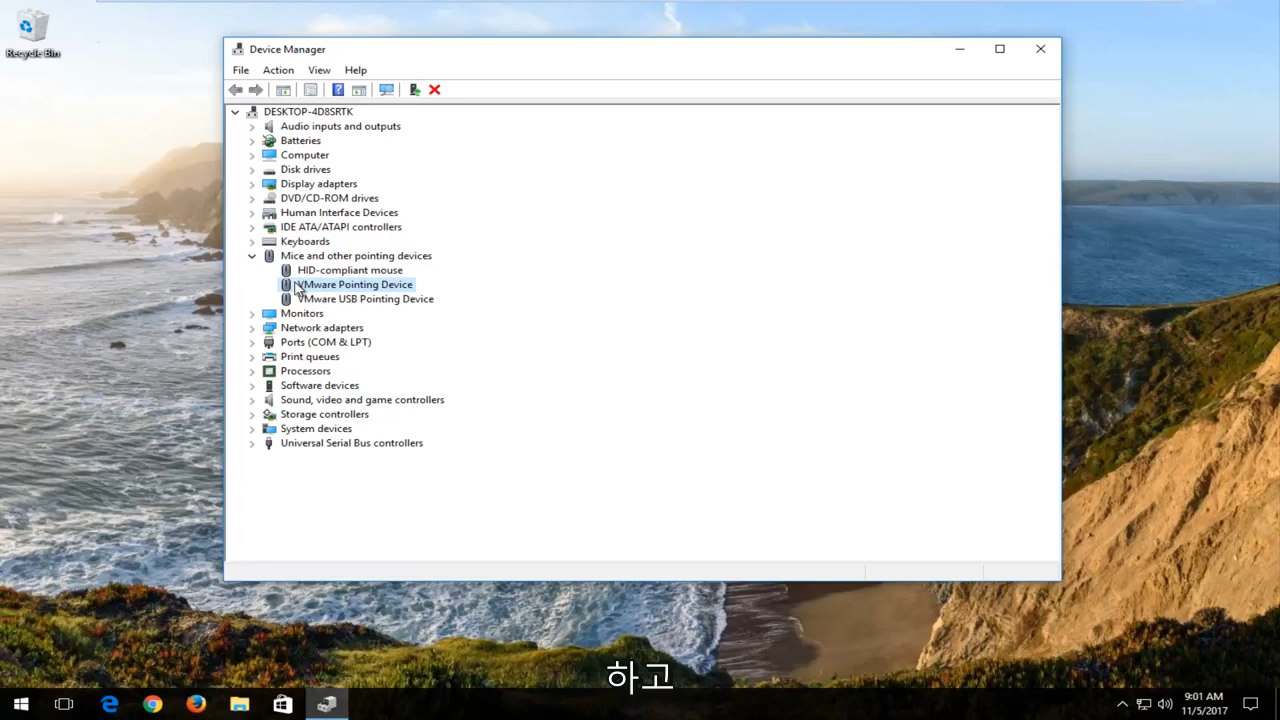 Recycle Bin
Device Manager
File Action View Help
DESKTOP-4D8SRTK
Audio inputs and outputs
Batteries
Computer
Disk drives
Display adapters
DVD/CD-ROM drives
Human Interface Devices
IDE ATA/ATAPI controllers
Keyboards
Mice and other pointing devices
HID-compliant mouse
VMware Pointing Device
VMware USB Pointing Device
Monitors
Network adapters
Ports (COM & LPT)
Print queues
Processors
Software devices
Sound, video and game controllers
Storage controllers
System devices
Universal Serial Bus controllers
하고
9:01 AM
11/5/2017